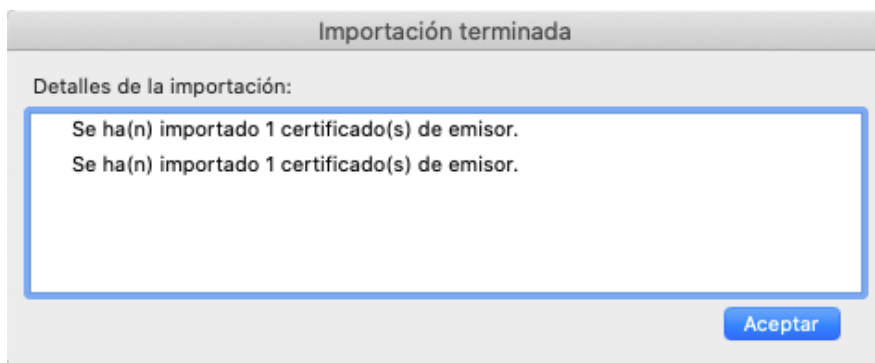 Importación terminada
Detalles de la importación:
Se ha(n) importado 1 certificado(s) de emisor.
Se ha(n) importado 1 certificado(s) de emisor.
Aceptar